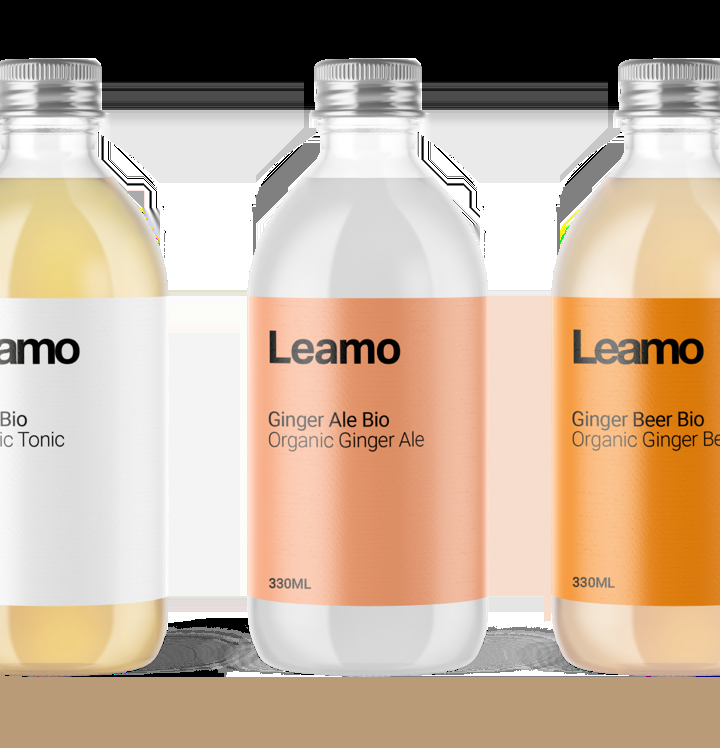 amo
Bio
ic Tonic
Leamo
Ginger Ale Bio
Organic Ginger Ale
330ML
Leamo
Ginger Beer Bio
Organic Ginger Be
330ML